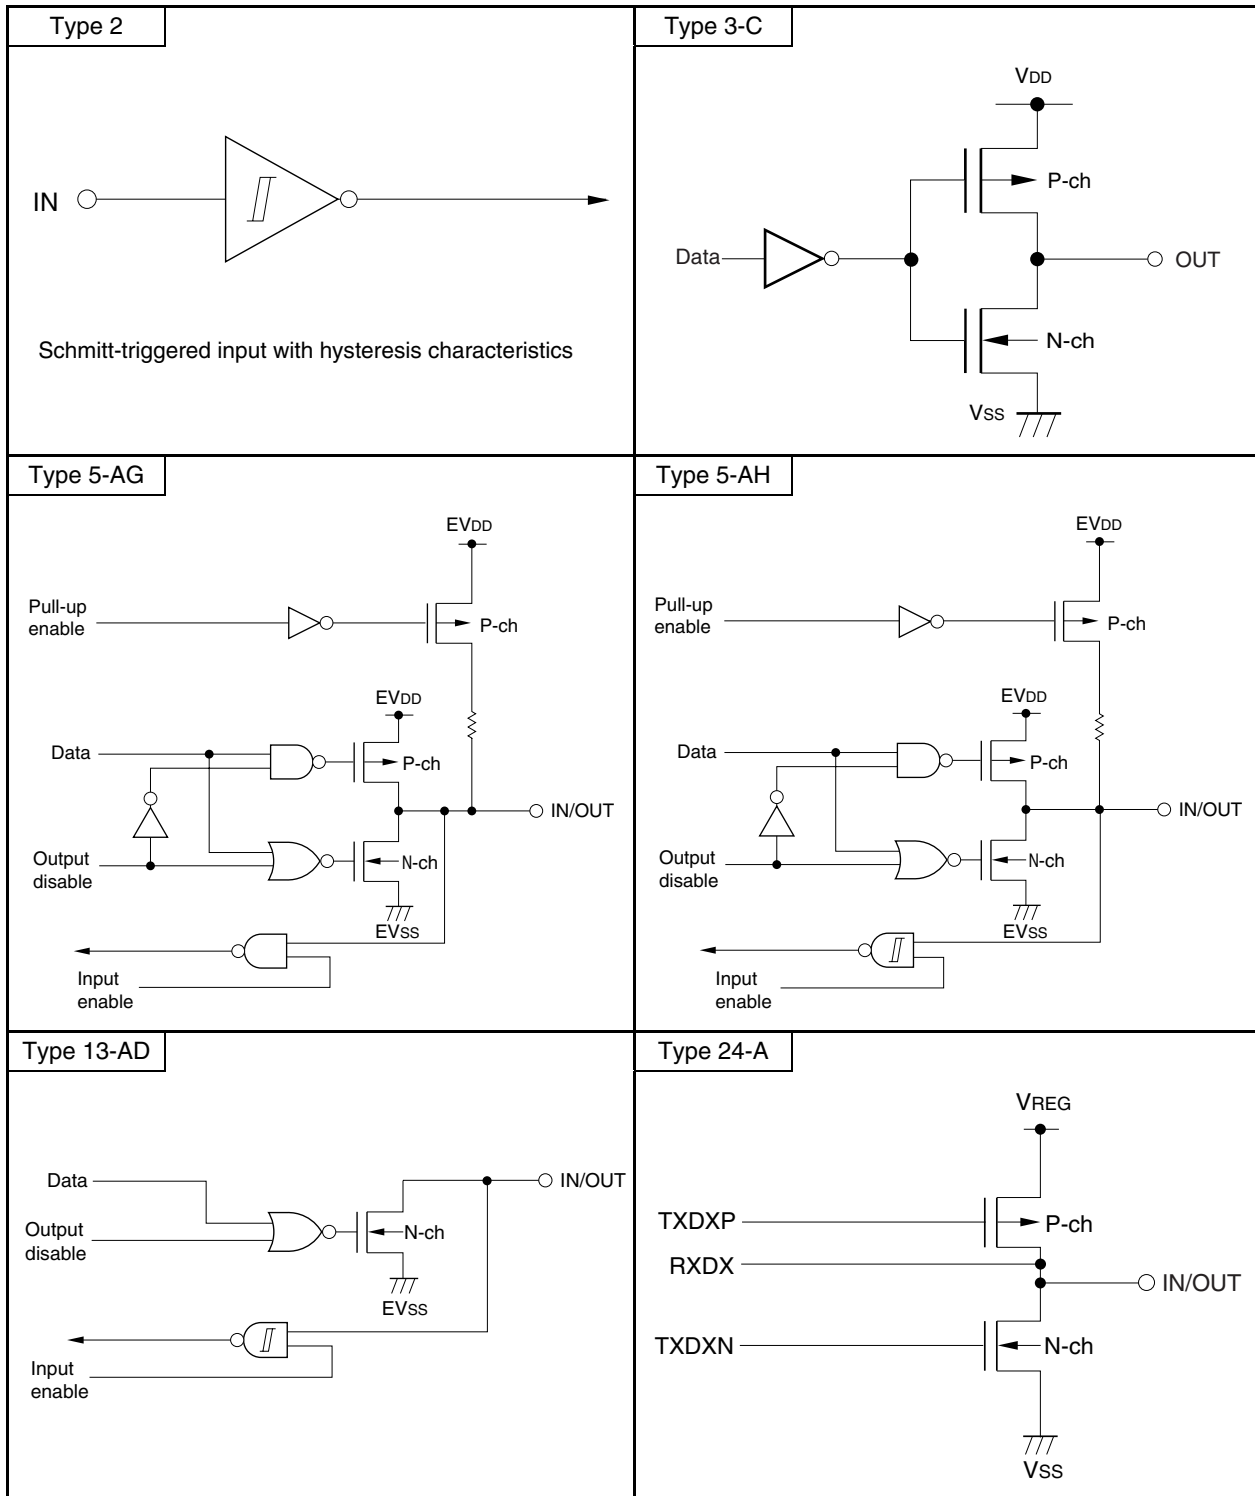 Type 2
IN
Schmitt-triggered input with hysteresis characteristics
Type 3-C
VDD
P-ch
Data
OUT
N-ch
VSS
Type 5-AG
EVDD
Pull-up
enable
P-ch
EVDD
Data
P-ch
IN/OUT
Output
disable
N-ch
EVSS
Input
enable
Type 5-AH
EVDD
Pull-up
enable
P-ch
EVDD
Data
P-ch
IN/OUT
Output
disable
N-ch
EVSS
Input
enable
Type 13-AD
Data
IN/OUT
Output
disable
N-ch
EVSS
Input
enable
Type 24-A
VREG
TXDXP
P-ch
RXDX
IN/OUT
TXDXN
N-ch
VSS